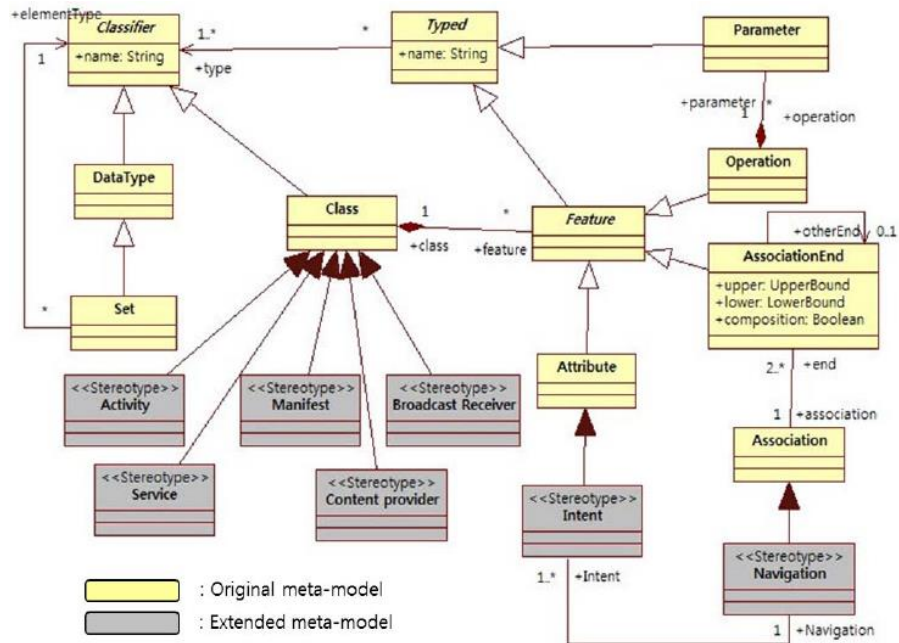 +elementType
1
Classifier
+name: String
1..*
*
+type
Typed
+name: String
Parameter
+parameter
*
1
+operation
Operation
DataType
Class
1
+class
*
+feature
Feature
+otherEnd
0.1
AssociationEnd
+upper: UpperBound
+lower: LowerBound
+composition: Boolean
Set
*
2..*
+end
Attribute
1
+association
Association
<<Stereotype>>
Activity
<<Stereotype>>
Manifest
<<Stereotype>>
Broadcast Receiver
<<Stereotype>>
Service
<<Stereotype>>
Content provider
<<Stereotype>>
Intent
<<Stereotype>>
Navigation
1..*
+Intent
1
+Navigation
: Original meta-model
: Extended meta-model